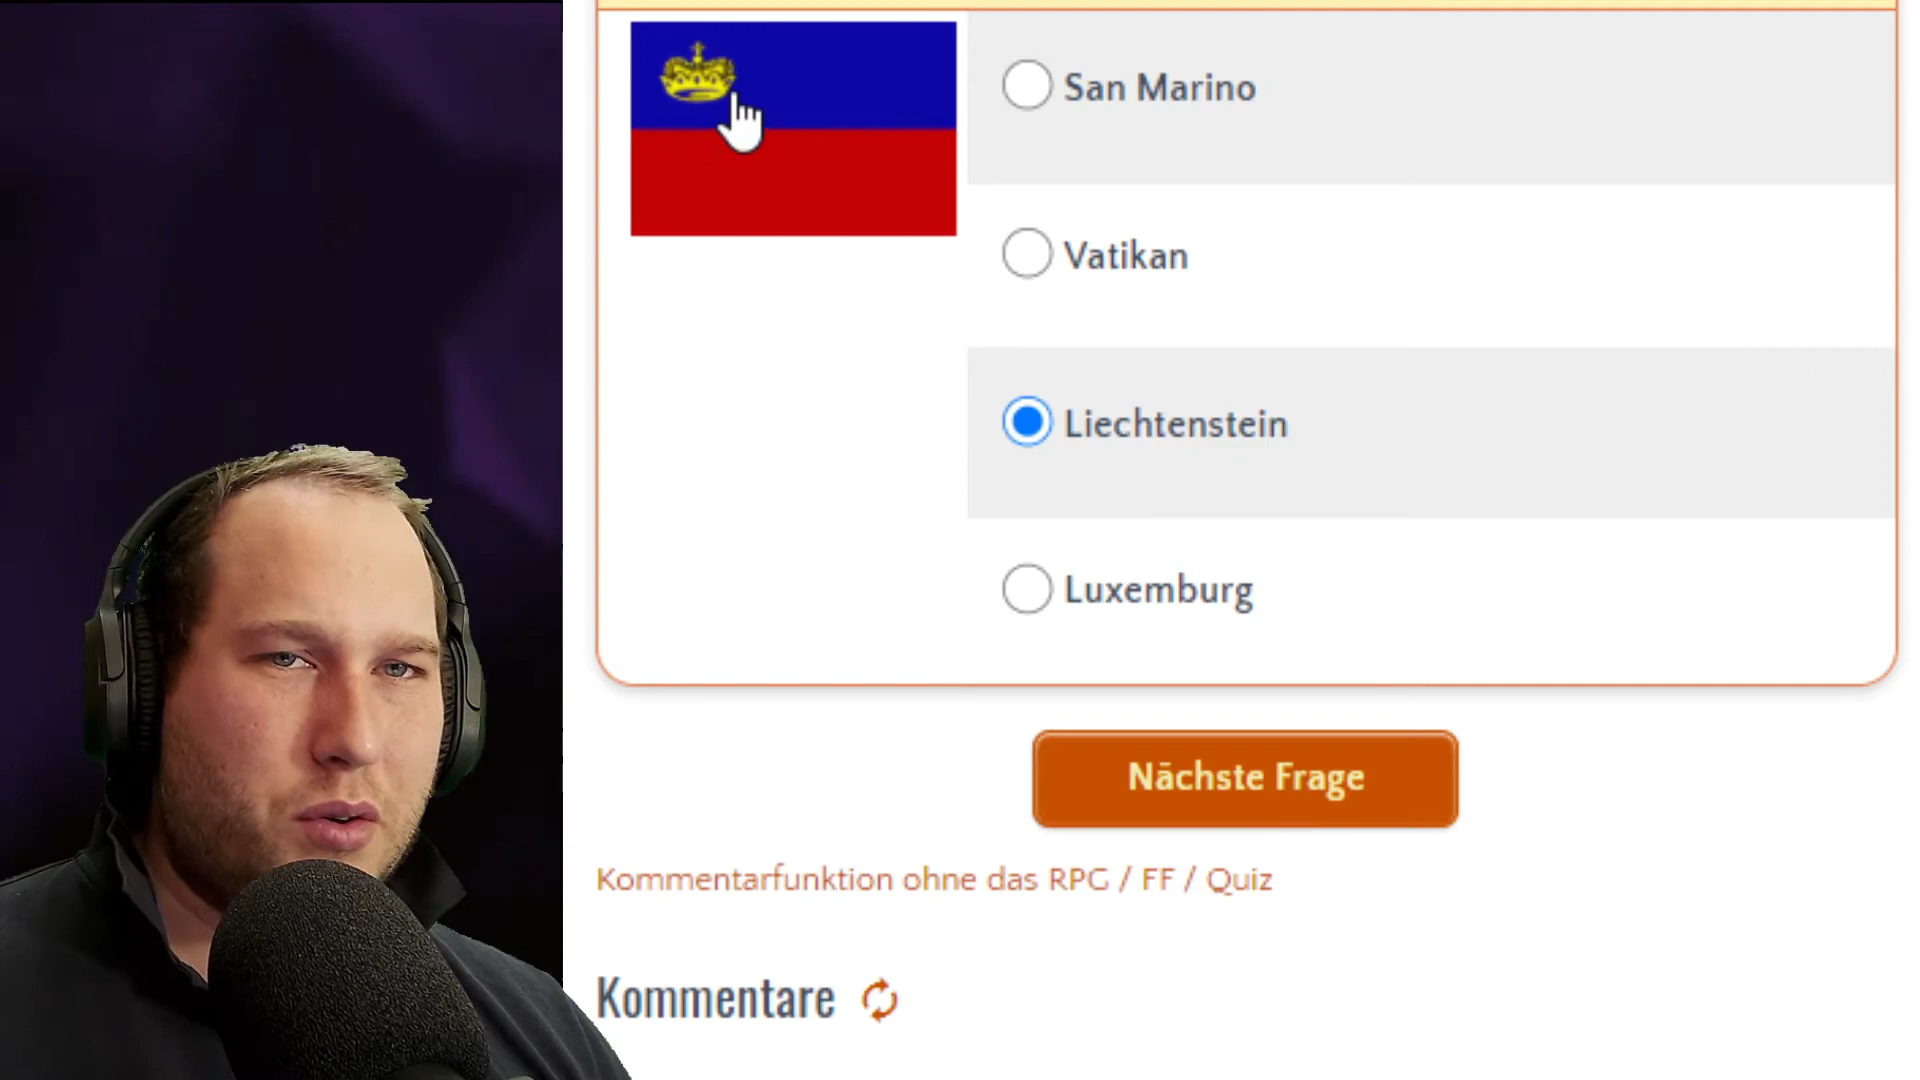 San Marino
Vatikan
Liechtenstein
Luxemburg
Nächste Frage
Kommentarfunktion ohne das RPG / FF / Quiz
Kommentare